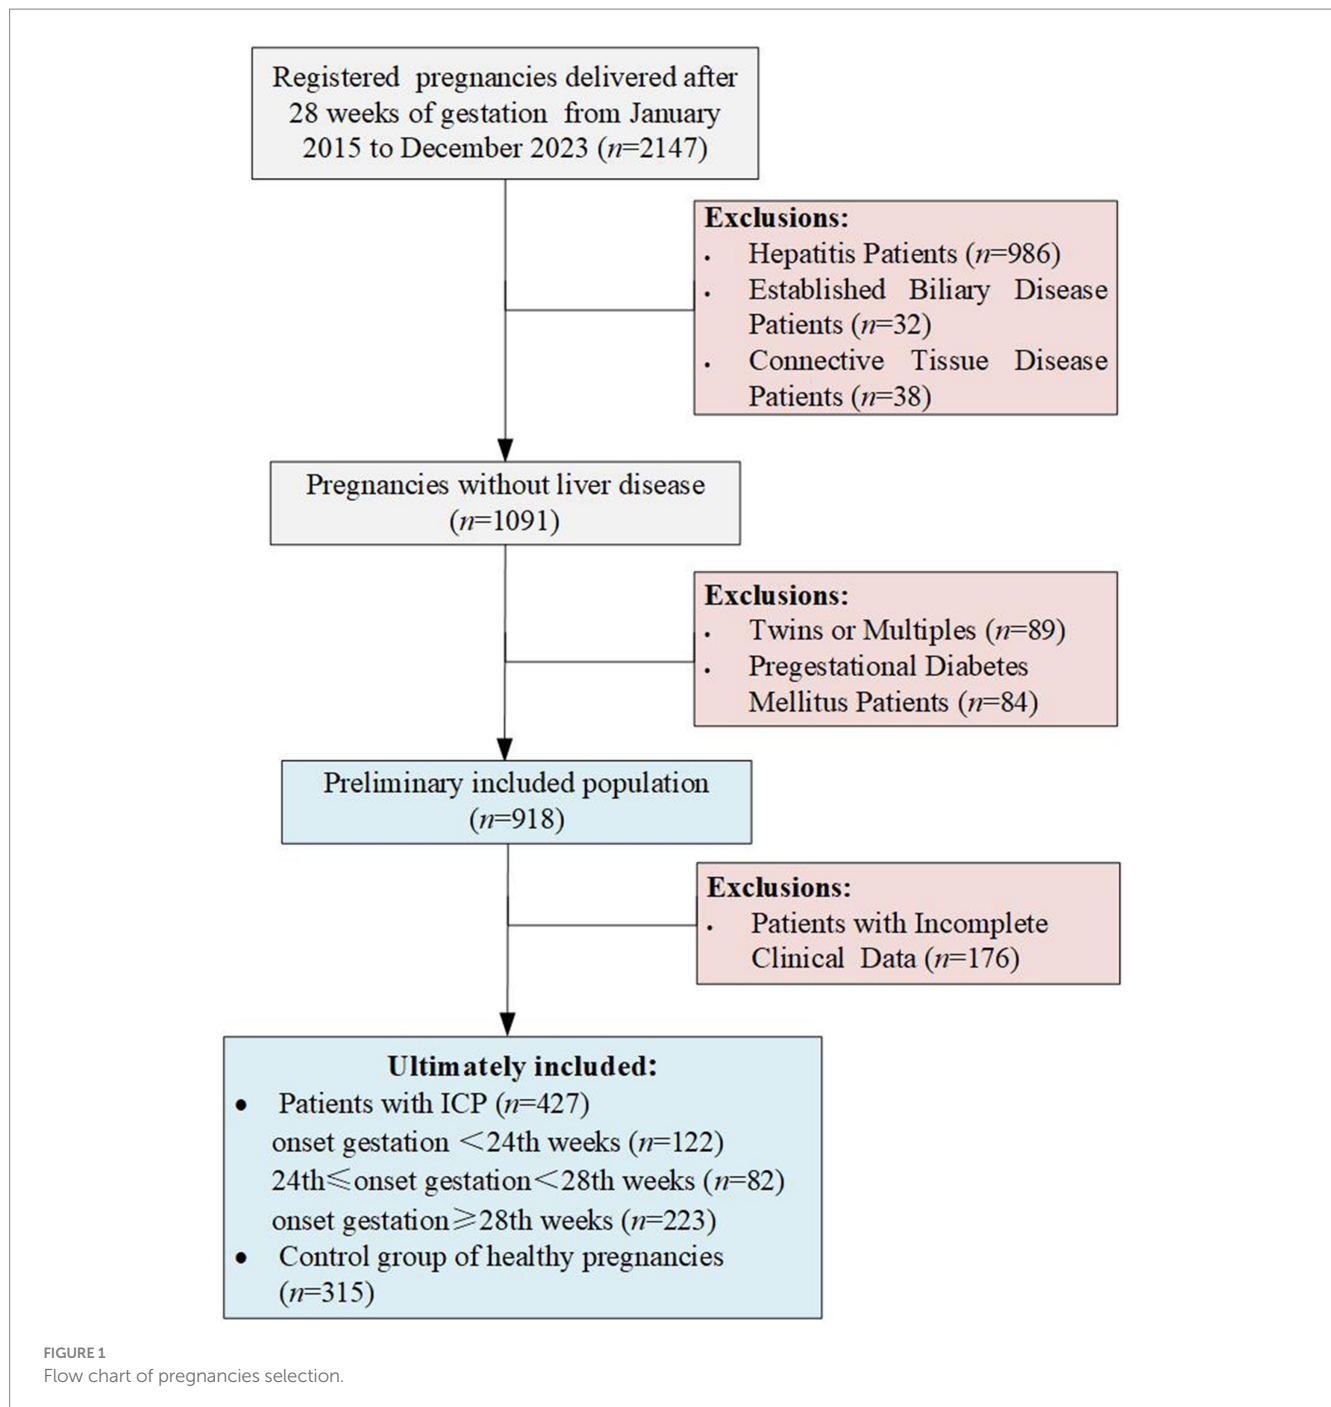 Registered pregnancies delivered after
28 weeks of gestation from January
2015 to December 2023 (n=2147)
Exclusions:
· Hepatitis Patients (n=986)
· Established Biliary Disease
Patients (n=32)
· Connective Tissue Disease
Patients (n=38)
Pregnancies without liver disease
(n=1091)
Exclusions:
· Twins or Multiples (n=89)
· Pregestational Diabetes
Mellitus Patients (n=84)
Preliminary included population
(n=918)
Exclusions:
· Patients with Incomplete
Clinical Data (n=176)
Ultimately included:
● Patients with ICP (n=427)
onset gestation <24th weeks (n=122)
24th≤onset gestation<28th weeks (n=82)
onset gestation≥28th weeks (n=223)
● Control group of healthy pregnancies
(n=315)
FIGURE 1
Flow chart of pregnancies selection.